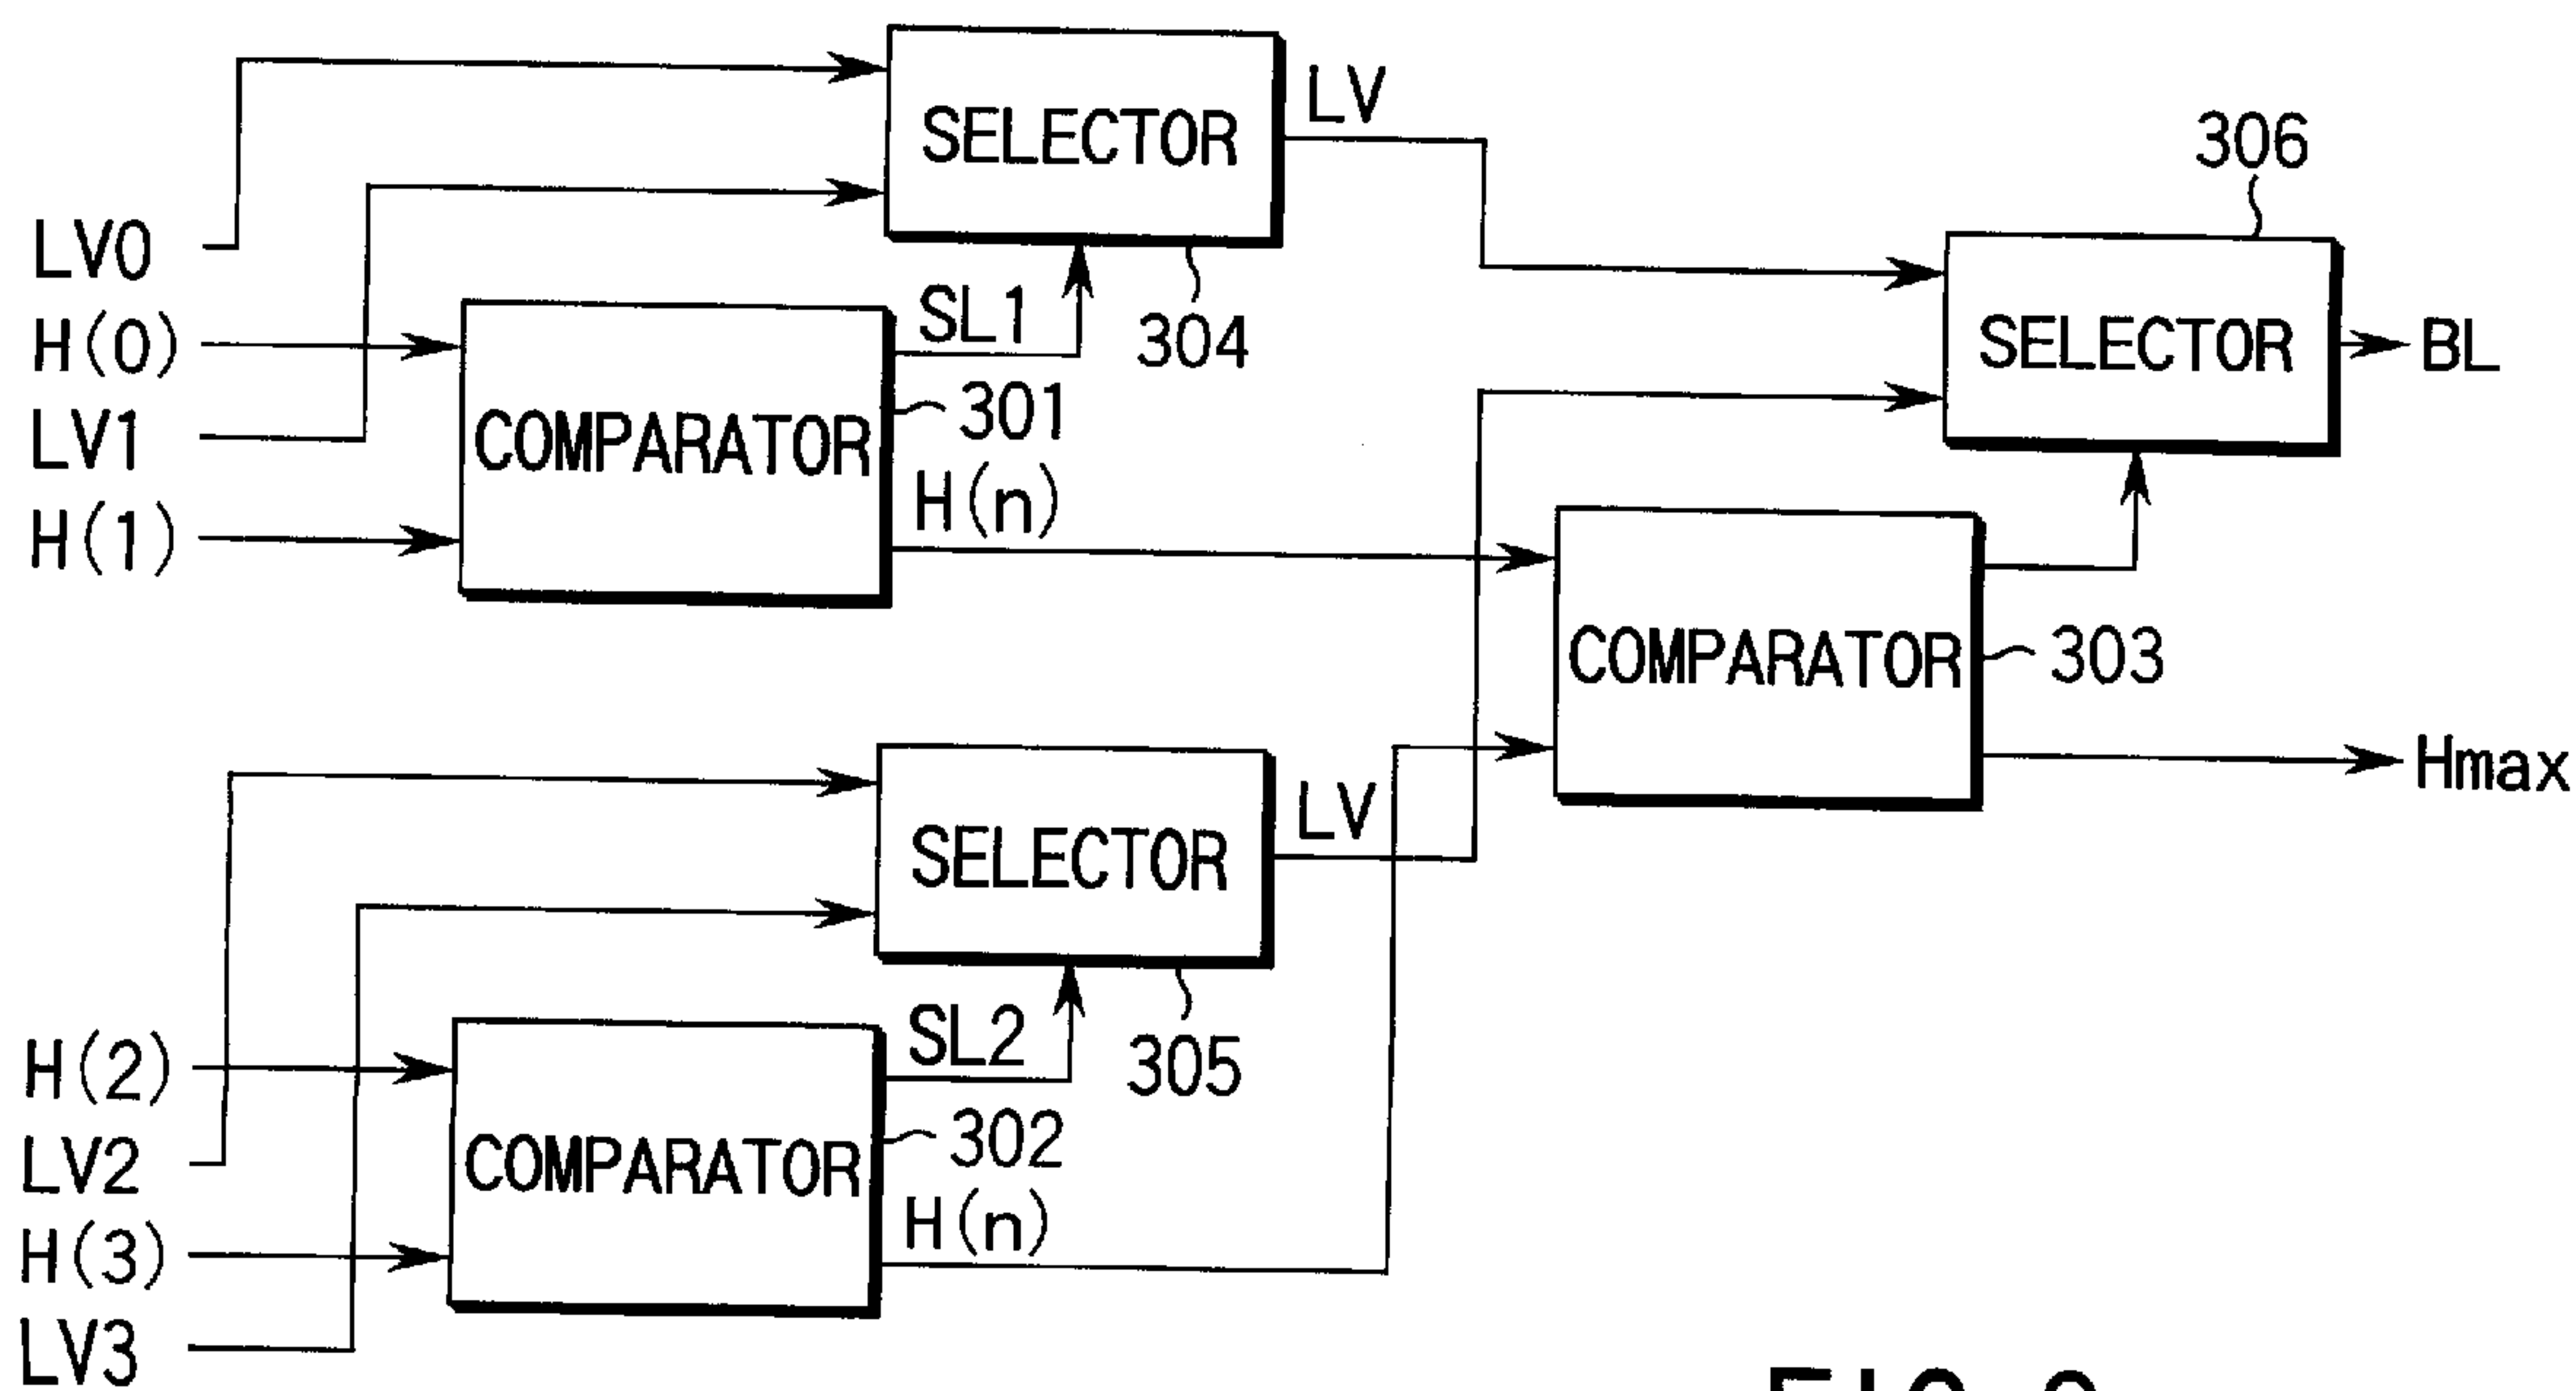 SELECTOR
LV
304
LV0
H(0)
LV1
H(1)
COMPARATOR
SL1
301
H(n)
306
SELECTOR
BL
COMPARATOR
303
Hmax
SELECTOR
LV
305
H(2)
LV2
H(3)
LV3
COMPARATOR
SL2
302
H(n)